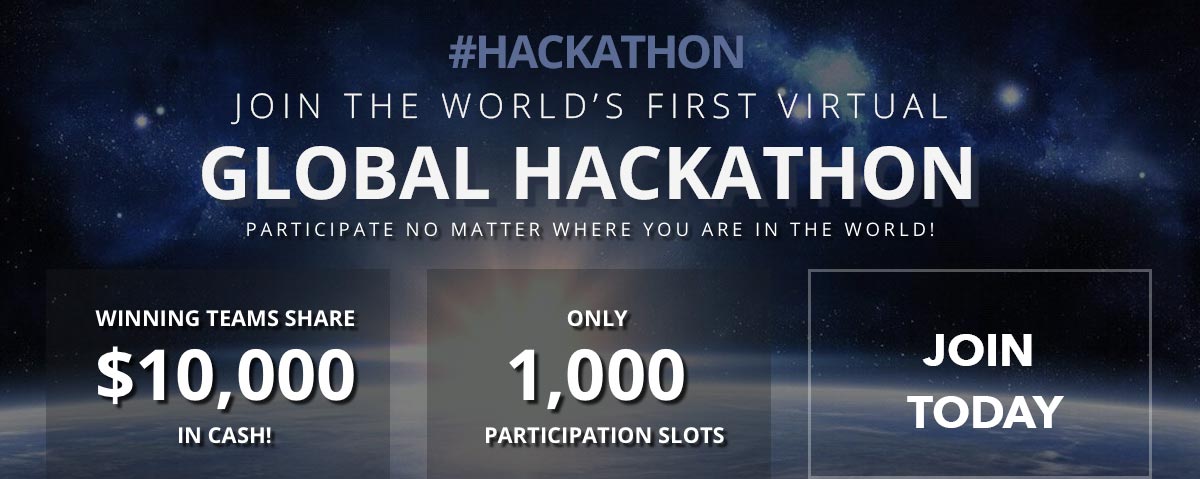 #HACKATHON
JOIN THE WORLD’S FIRST VIRTUAL
GLOBAL HACKATHON
PARTICIPATE NO MATTER WHERE YOU ARE IN THE WORLD!
WINNING TEAMS SHARE
$10,000
IN CASH!
ONLY
1,000
PARTICIPATION SLOTS
JOIN
TODAY